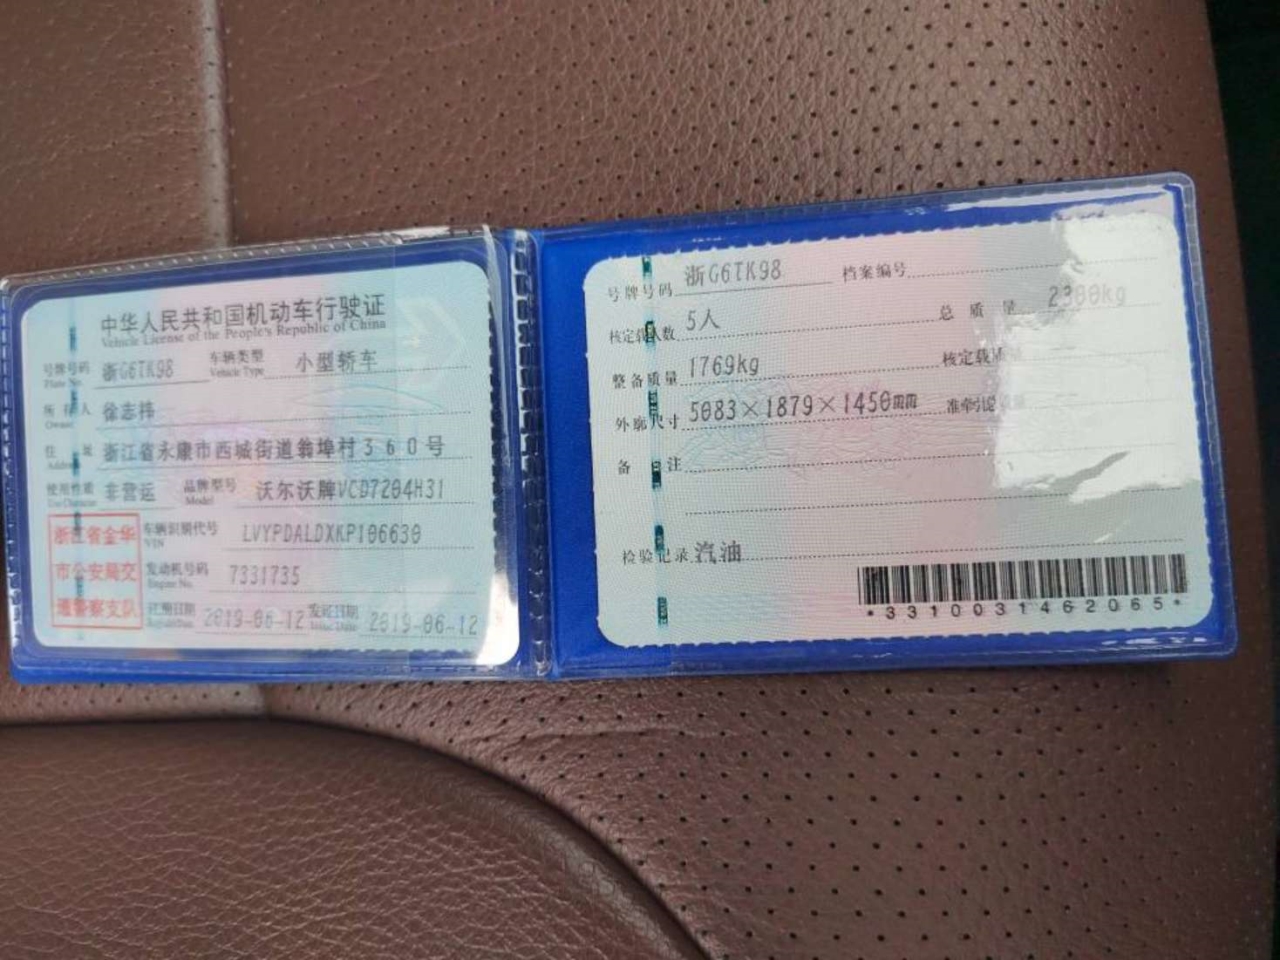 中华人民共和国机动车行驶证
Vehicle License of the People's Republic of China
号牌号码 浙G6TK98 车辆类型 小型轿车
Plate No. Vehicle Type
所有人 徐志祎
Owner
住址 浙江省永康市西城街道翁埠村360号
Address
使用性质 非营运 品牌型号 沃尔沃牌VCD7204H31
Use Character Model
浙江省金华
市公安局交
通警察支队
车辆识别代号 LVYPDALDXKP106630
VIN
发动机号码 7331735
Engine No.
注册日期 2019-06-12 发证日期 2019-06-12
Register Date Issue Date
号牌号码 浙G6TK98 档案编号
核定载人数 5人 总质量 2300kg
整备质量 1769kg 核定载质量
外廓尺寸 5083×1879×1450mm 准牵引总质量
备注
检验记录 汽油
*3310031462065*